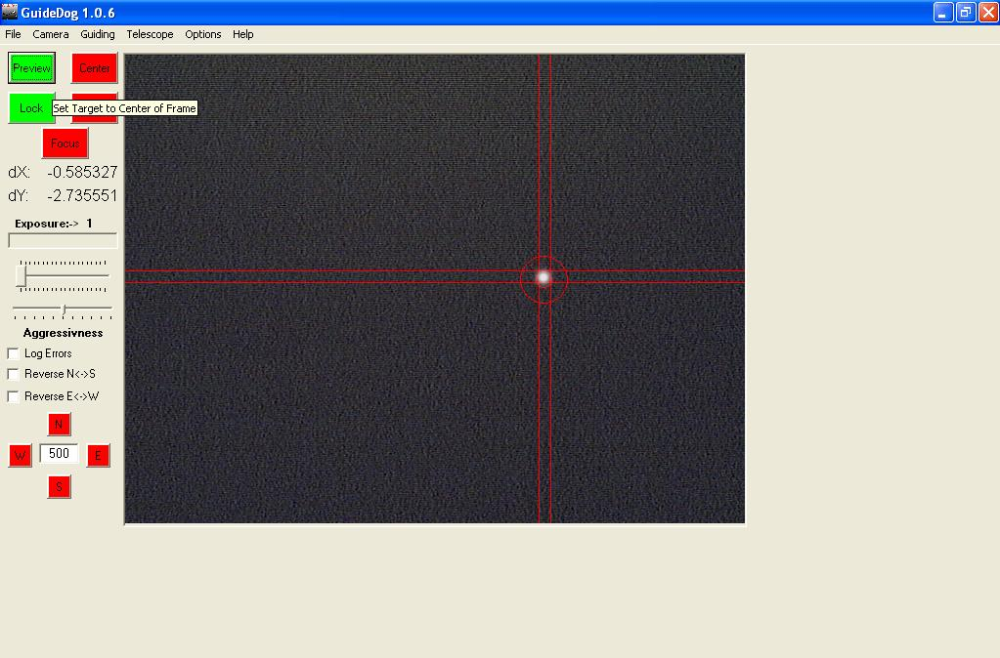 GuideDog 1.0.6
File Camera Guiding Telescope Options Help
Preview Center
Lock Set Target to Center of Frame
Focus
dX: -0.585327
dY: -2.735551
Exposure:-> 1
Aggressivness
Log Errors
Reverse N<->S
Reverse E<->W
N
W 500 E
S